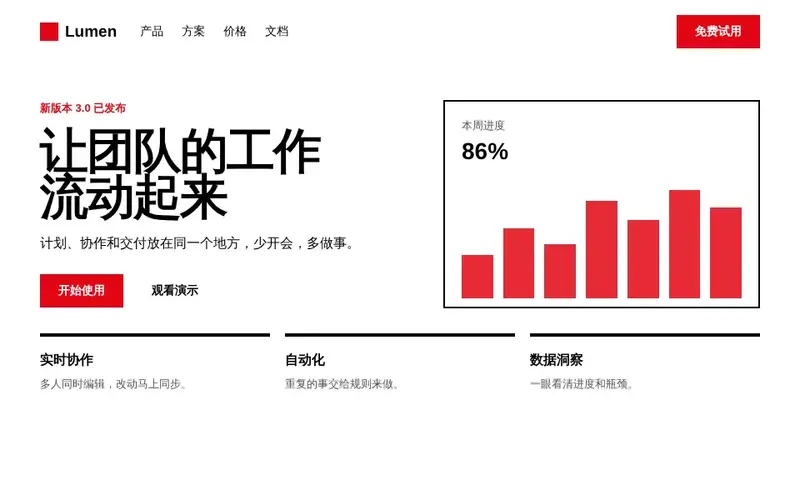 Lumen
产品
方案
价格
文档
免费试用
新版本 3.0 已发布
让团队的工作
流动起来
计划、协作和交付放在同一个地方，少开会，多做事。
开始使用
观看演示
本周进度
86%
实时协作
多人同时编辑，改动马上同步。
自动化
重复的事交给规则来做。
数据洞察
一眼看清进度和瓶颈。